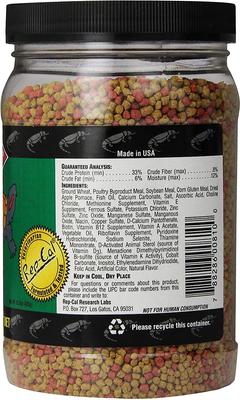 Made in USA
GUARANTEED ANALYSIS:
Crude Protein (min) 33% Crude Fiber (max) 8%
Crude Fat (min) 6% Moisture (max) 12%
INGREDIENTS:
Ground Wheat, Poultry Byproduct Meal, Soybean Meal, Corn Gluten Meal, Dried
Apple Pomace, Fish Oil, Calcium Carbonate, Salt, Ascorbic Acid, Choline
Chloride, Methionine Supplement, Vitamin E
Supplement, Ferrous Sulfate, Potassium Chloride, Zinc
Sulfate, Zinc Oxide, Manganese Sulfate, Manganous
Oxide, Niacin, Copper Sulfate, D-Calcium Pantothenate,
Biotin, Vitamin B12 Supplement, Vitamin A Acetate,
Vegetable Oil, Riboflavin Supplement, Pyridoxine
Hydrochloride, Sodium Selenite, Thiamine
Mononitrate, D-Activated Animal Sterol (source of
Vitamin D), Menadione Dimethylpyrimidinol
Bisulfite (source of Vitamin K Activity), Cobalt
Carbonate, Inositol, Ethylenediamine Dihydriodide,
Folic Acid, Artificial Color, Natural Flavor.
KEEP IN COOL, DRY PLACE
For questions or comments about this product,
please include the UPC bar code numbers from this
container and write to:
Rep-Cal Research Labs
P.O. Box 727, Los Gatos, CA 95031
NOT FOR HUMAN CONSUMPTION
Please recycle this container.
Rep-Cal
7 88286 00810 0